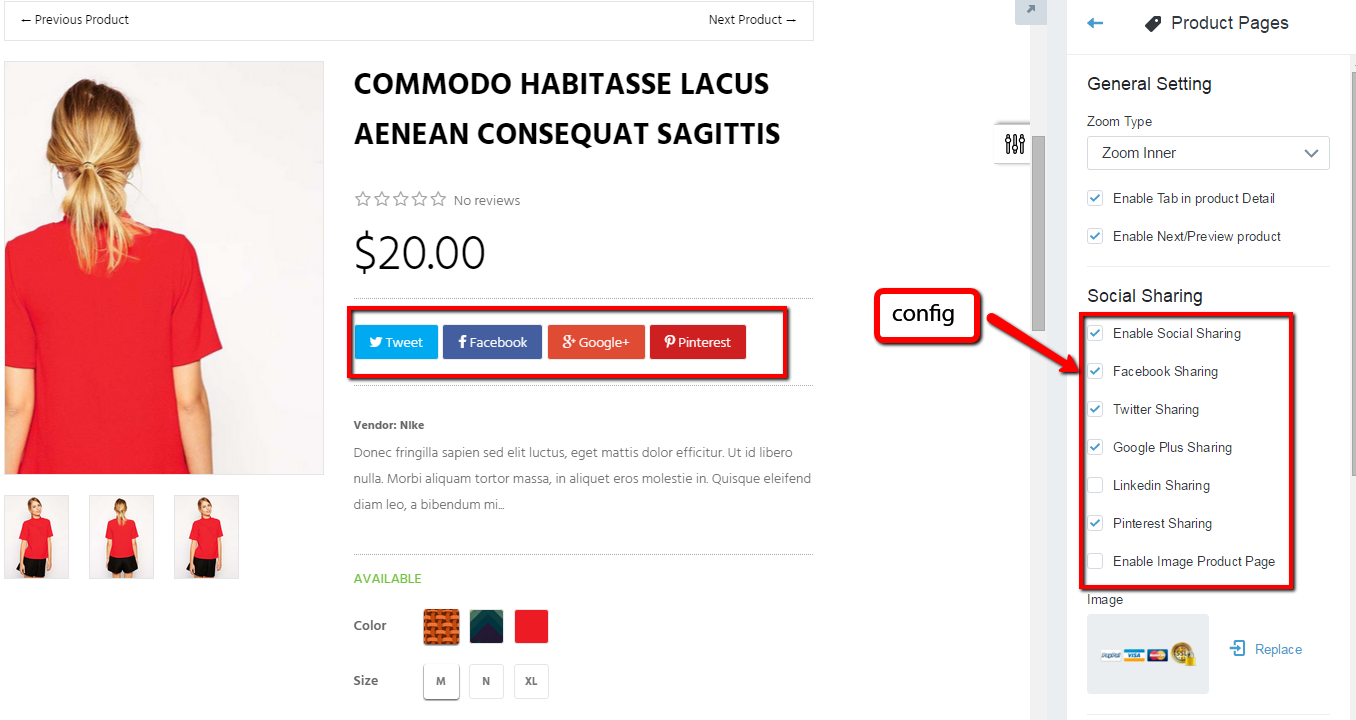 ← Previous Product
Next Product →
COMMODO HABITASSE LACUS
AENEAN CONSEQUAT SAGITTIS
No reviews
$20.00
Tweet
Facebook
Google+
Pinterest
Vendor: Nike
Donec fringilla sapien sed elit luctus, eget mattis dolor efficitur. Ut id libero
nulla. Morbi aliquam tortor massa, in aliquet eros molestie in. Quisque eleifend
diam leo, a bibendum mi...
AVAILABLE
Color
Size
M
N
XL
config
Product Pages
General Setting
Zoom Type
Zoom Inner
Enable Tab in product Detail
Enable Next/Preview product
Social Sharing
Enable Social Sharing
Facebook Sharing
Twitter Sharing
Google Plus Sharing
Linkedin Sharing
Pinterest Sharing
Enable Image Product Page
Image
PayPal
VISA
MasterCard
Replace